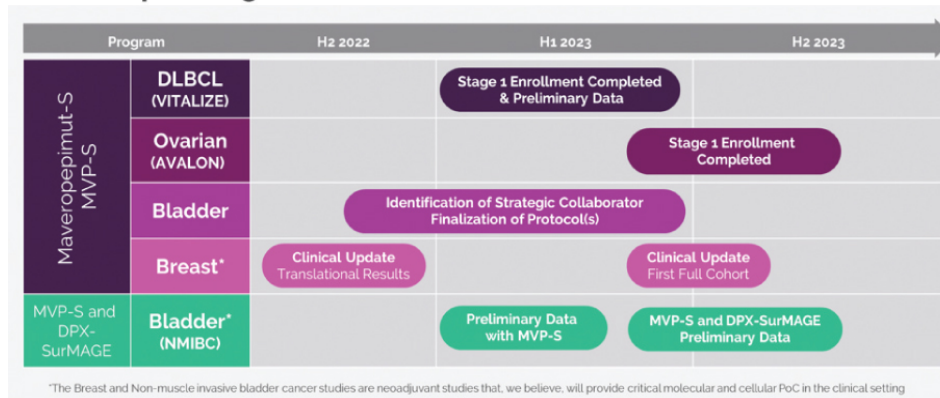 Program H2 2022 H1 2023 H2 2023
Maveropepimut-S
MVP-S
DLBCL
(VITALIZE)
Stage 1 Enrollment Completed
& Preliminary Data
Ovarian
(AVALON)
Stage 1 Enrollment
Completed
Bladder
Identification of Strategic Collaborator
Finalization of Protocol(s)
Breast*
Clinical Update
Translational Results
Clinical Update
First Full Cohort
MVP-S and
DPX-
SurMAGE
Bladder*
(NMIBC)
Preliminary Data
with MVP-S
MVP-S and DPX-SurMAGE
Preliminary Data
*The Breast and Non-muscle invasive bladder cancer studies are neoadjuvant studies that, we believe, will provide critical molecular and cellular PoC in the clinical setting